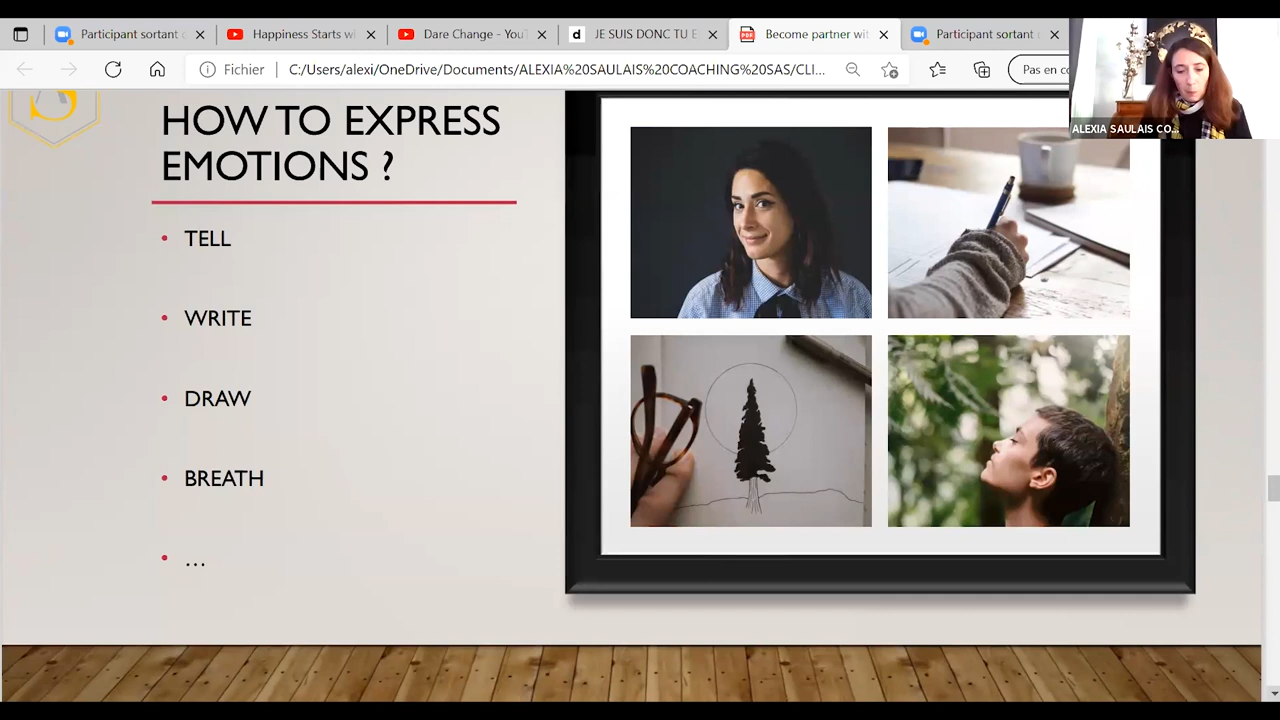 Participant sortant
Happiness Starts wi
Dare Change - You
JE SUIS DONC TU E
Become partner wit
Participant sortant
Fichier
C:/Users/alexi/OneDrive/Documents/ALEXIA%20SAULAIS%20COACHING%20SAS/CLI...
Pas en co
ALEXIA SAULAIS CO...
HOW TO EXPRESS
EMOTIONS ?
• TELL
• WRITE
• DRAW
• BREATH
• ...